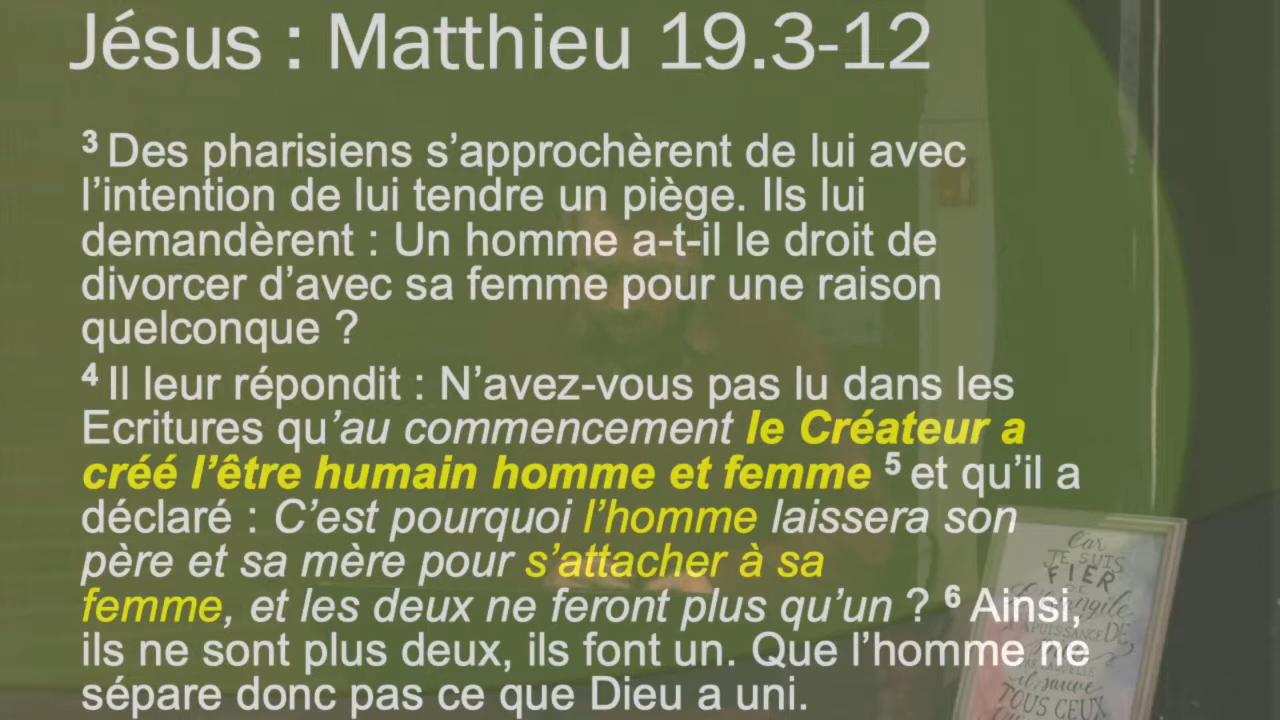 Jésus : Matthieu 19.3-12
3 Des pharisiens s’approchèrent de lui avec
l’intention de lui tendre un piège. Ils lui
demandèrent : Un homme a-t-il le droit de
divorcer d’avec sa femme pour une raison
quelconque ?
4 Il leur répondit : N’avez-vous pas lu dans les
Ecritures qu’au commencement le Créateur a
créé l’être humain homme et femme 5 et qu’il a
déclaré : C’est pourquoi l’homme laissera son
père et sa mère pour s’attacher à sa
femme, et les deux ne feront plus qu’un ? 6 Ainsi,
ils ne sont plus deux, ils font un. Que l’homme ne
sépare donc pas ce que Dieu a uni.
Car
JE SUIS
FIER
PUISSANCE DE
il sauve
TOUS CEUX